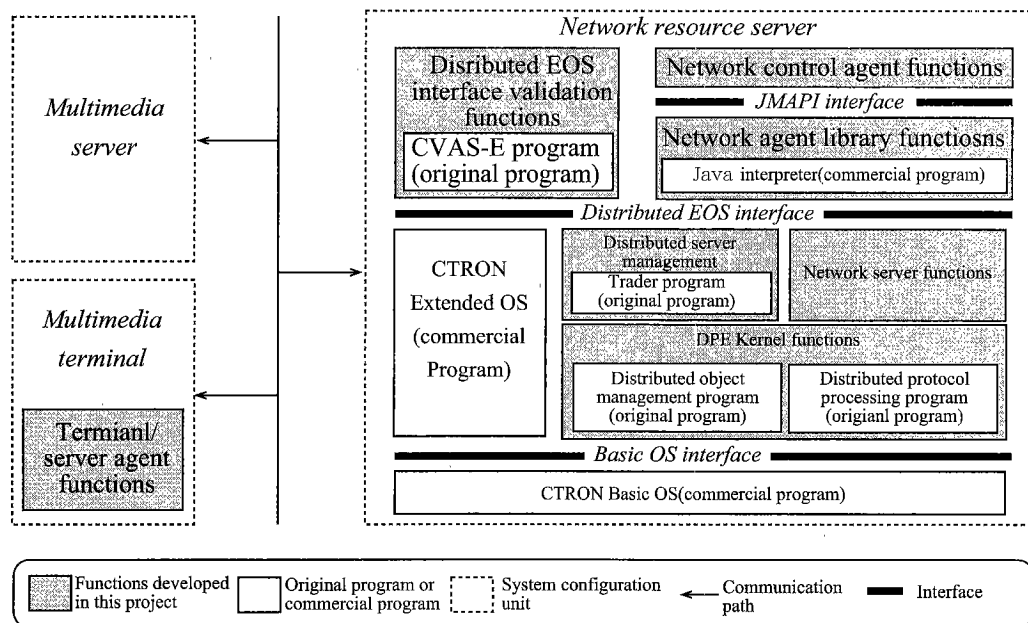 Multimedia
server
Multimedia
terminal
Termianl/
server agent
functions
Network resource server
Disributed EOS
interface validation
functions
CVAS-E program
(original program)
Network control agent functions
JMAPI interface
Network agent library functiosns
Java interpreter(commercial program)
Distributed EOS interface
CTRON
Extended OS
(commercial
Program)
Distributed server
management
Trader program
(original program)
Network server functions
DPE Kernel functions
Distributed object
management program
(original program)
Distributed protocol
processing program
(origianl program)
Basic OS interface
CTRON Basic OS(commercial program)
Functions developed
in this project
Original program or
commercial program
System configuration
unit
Communication
path
Interface